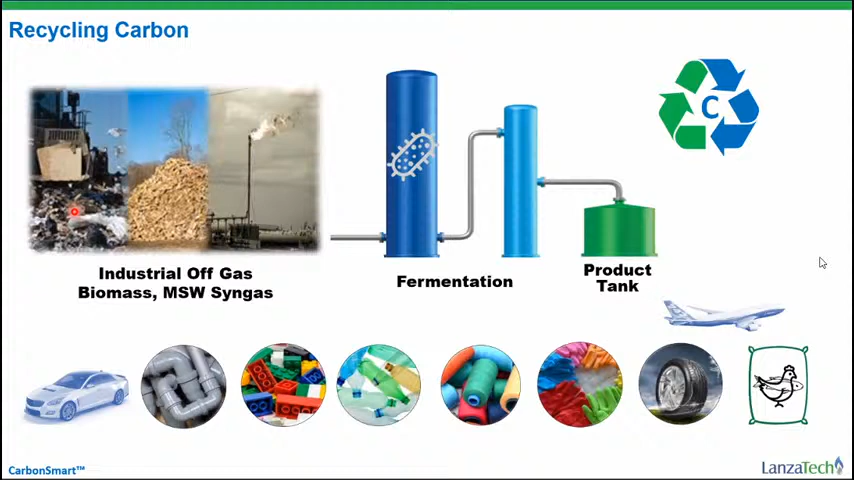 Recycling Carbon
C
Industrial Off Gas
Biomass, MSW Syngas
Fermentation
Product
Tank
CarbonSmart™
LanzaTech